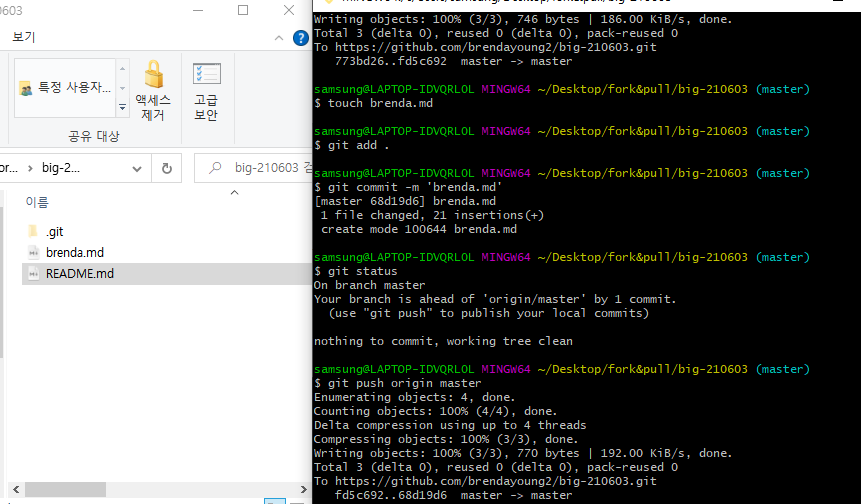 0603
보기
특정 사용자...
액세스
제거
고급
보안
공유 대상
or...
big-2...
big-210603 검
이름
.git
brenda.md
README.md
Writing objects: 100% (3/3), 746 bytes | 186.00 KiB/s, done.
Total 3 (delta 0), reused 0 (delta 0), pack-reused 0
To https://github.com/brendayoung2/big-210603.git
773bd26..fd5c692  master -> master
samsung@LAPTOP-IDVQRLOL MINGW64 ~/Desktop/fork&pull/big-210603 (master)
$ touch brenda.md
samsung@LAPTOP-IDVQRLOL MINGW64 ~/Desktop/fork&pull/big-210603 (master)
$ git add .
samsung@LAPTOP-IDVQRLOL MINGW64 ~/Desktop/fork&pull/big-210603 (master)
$ git commit -m 'brenda.md'
[master 68d19d6] brenda.md
1 file changed, 21 insertions(+)
create mode 100644 brenda.md
samsung@LAPTOP-IDVQRLOL MINGW64 ~/Desktop/fork&pull/big-210603 (master)
$ git status
On branch master
Your branch is ahead of 'origin/master' by 1 commit.
(use "git push" to publish your local commits)
nothing to commit, working tree clean
samsung@LAPTOP-IDVQRLOL MINGW64 ~/Desktop/fork&pull/big-210603 (master)
$ git push origin master
Enumerating objects: 4, done.
Counting objects: 100% (4/4), done.
Delta compression using up to 4 threads
Compressing objects: 100% (3/3), done.
Writing objects: 100% (3/3), 770 bytes | 192.00 KiB/s, done.
Total 3 (delta 0), reused 0 (delta 0), pack-reused 0
To https://github.com/brendayoung2/big-210603.git
fd5c692..68d19d6  master -> master